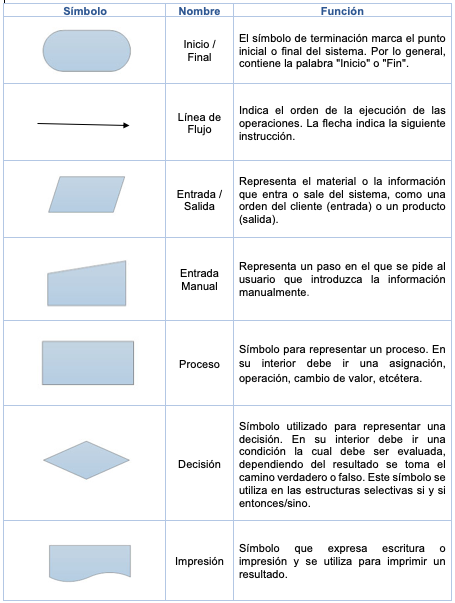 Símbolo Nombre Función
Inicio /
Final
El símbolo de terminación marca el punto
inicial o final del sistema. Por lo general,
contiene la palabra "Inicio" o "Fin".
Línea de
Flujo
Indica el orden de la ejecución de las
operaciones. La flecha indica la siguiente
instrucción.
Entrada /
Salida
Representa el material o la información
que entra o sale del sistema, como una
orden del cliente (entrada) o un producto
(salida).
Entrada
Manual
Representa un paso en el que se pide al
usuario que introduzca la información
manualmente.
Proceso
Símbolo para representar un proceso. En
su interior debe ir una asignación,
operación, cambio de valor, etcétera.
Decisión
Símbolo utilizado para representar una
decisión. En su interior debe ir una
condición la cual debe ser evaluada,
dependiendo del resultado se toma el
camino verdadero o falso. Este símbolo se
utiliza en las estructuras selectivas si y si
entonces/sino.
Impresión
Símbolo que expresa escritura o
impresión y se utiliza para imprimir un
resultado.